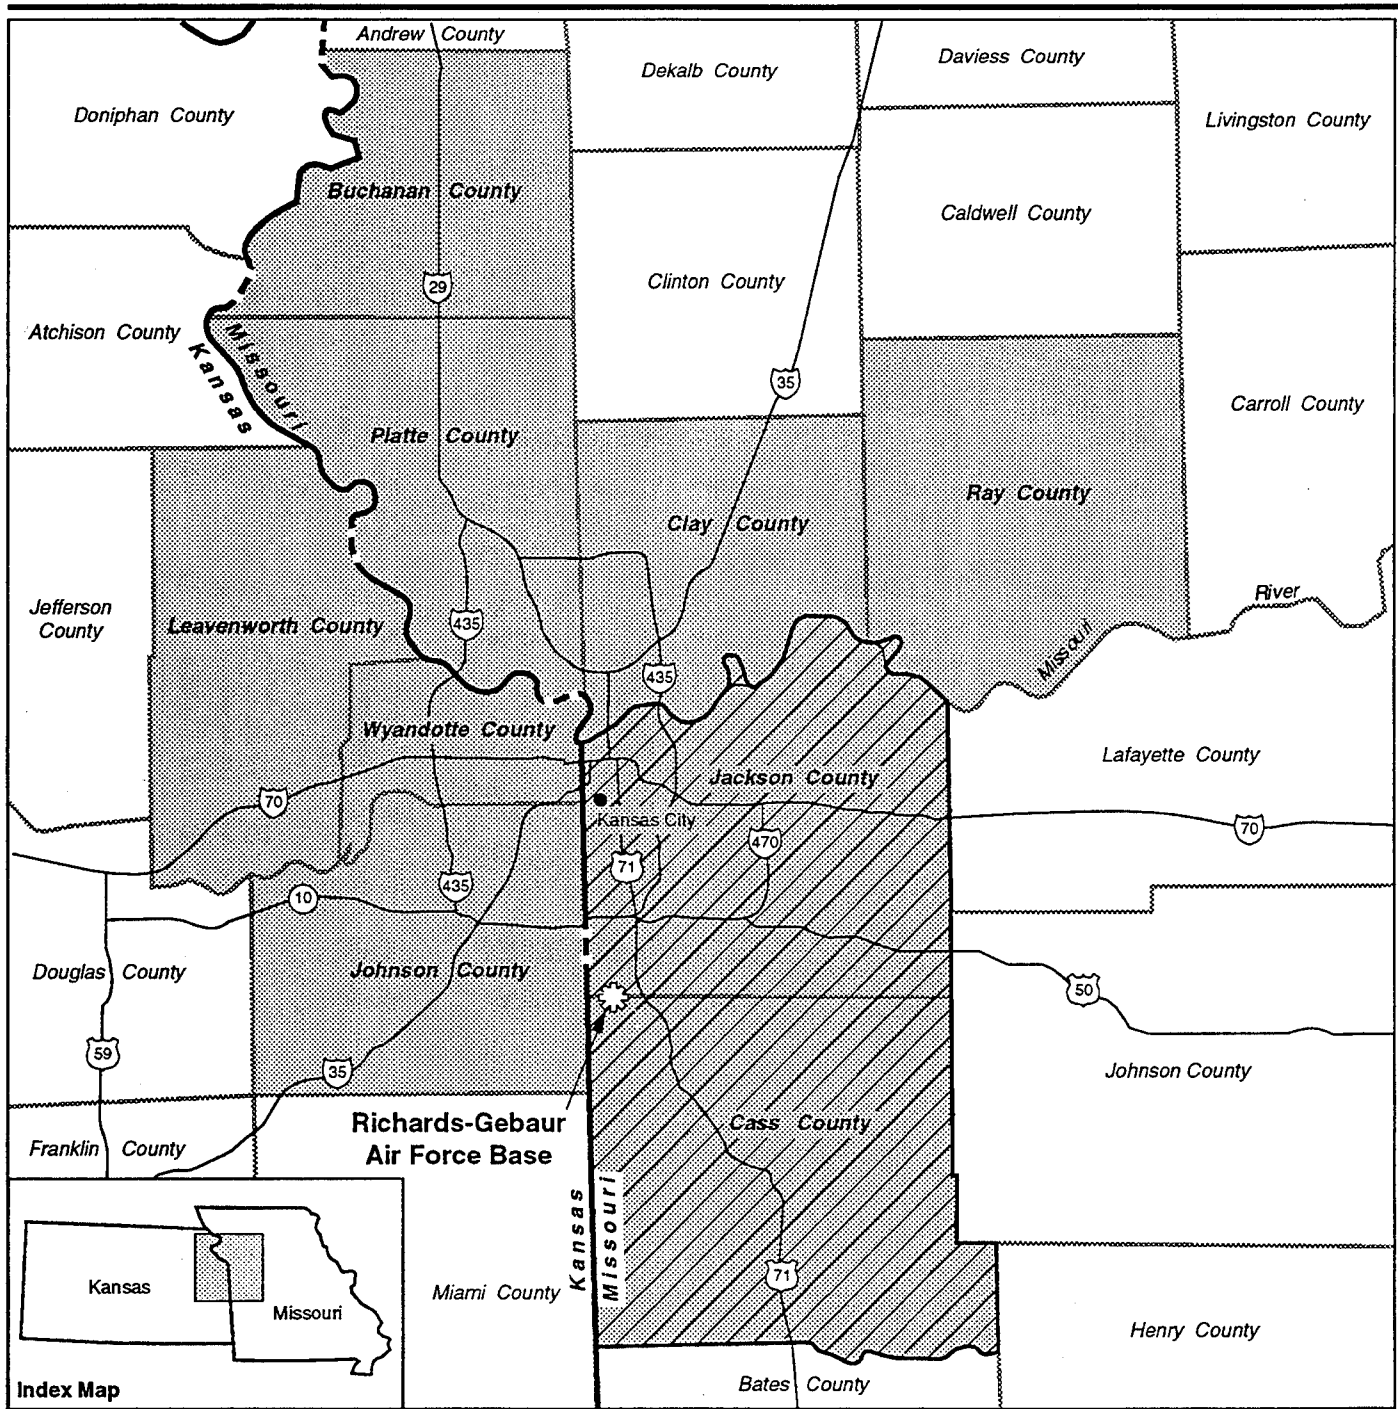 Andrew County
Dekalb County
Daviess County
Doniphan County
Livingston County
Buchanan County
Caldwell County
29
Clinton County
Atchison County
Missouri
Kansas
35
Carroll County
Platte County
Ray County
Clay County
River
Jefferson
County
Leavenworth County
435
Missouri
435
Wyandotte County
Lafayette County
Jackson County
70
Kansas City
70
470
71
435
10
Douglas County
Johnson County
50
59
35
Johnson County
Richards-Gebaur
Air Force Base
Cass County
Franklin County
Kansas
Missouri
71
Kansas
Missouri
Miami County
Henry County
Bates County
Index Map